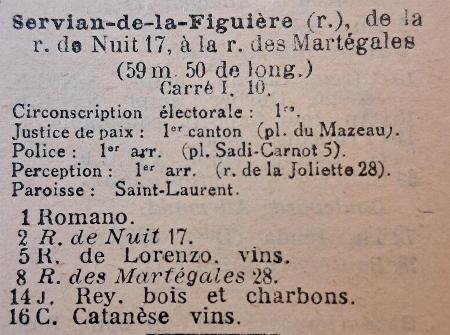 Servian-de-la-Figuière (r.), de la
r. de Nuit 17, à la r. des Martégales
(59 m. 50 de long.)
Carré I. 10.
Circonscription électorale : 1re.
Justice de paix : 1er canton (pl. du Mazeau).
Police : 1er arr. (pl. Sadi-Carnot 5).
Perception : 1er arr. (r. de la Joliette 28).
Paroisse : Saint-Laurent.
1 Romano.
2 R. de Nuit 17.
5 R. de Lorenzo, vins.
8 R. des Martégales 28.
14 J. Rey. bois et charbons.
16 C. Catanèse vins.